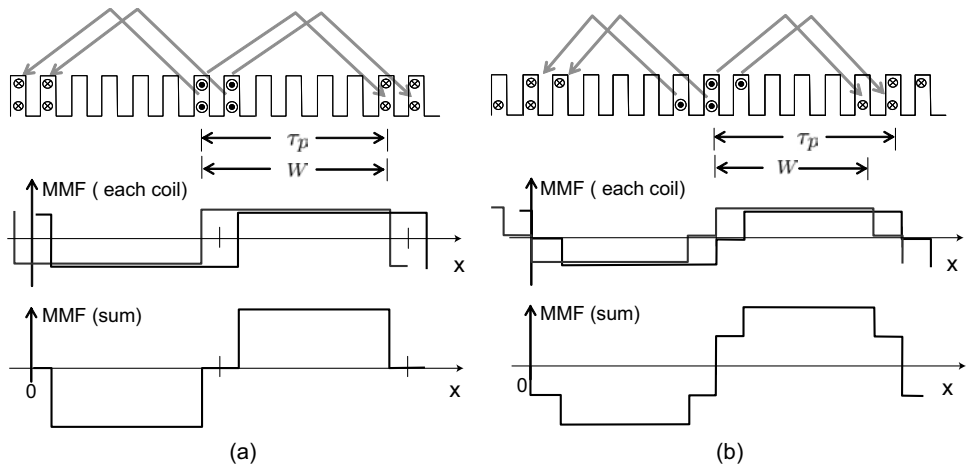 τp
W
MMF ( each coil)
x
MMF (sum)
0
x
(a)
τp
W
MMF ( each coil)
x
MMF (sum)
0
x
(b)